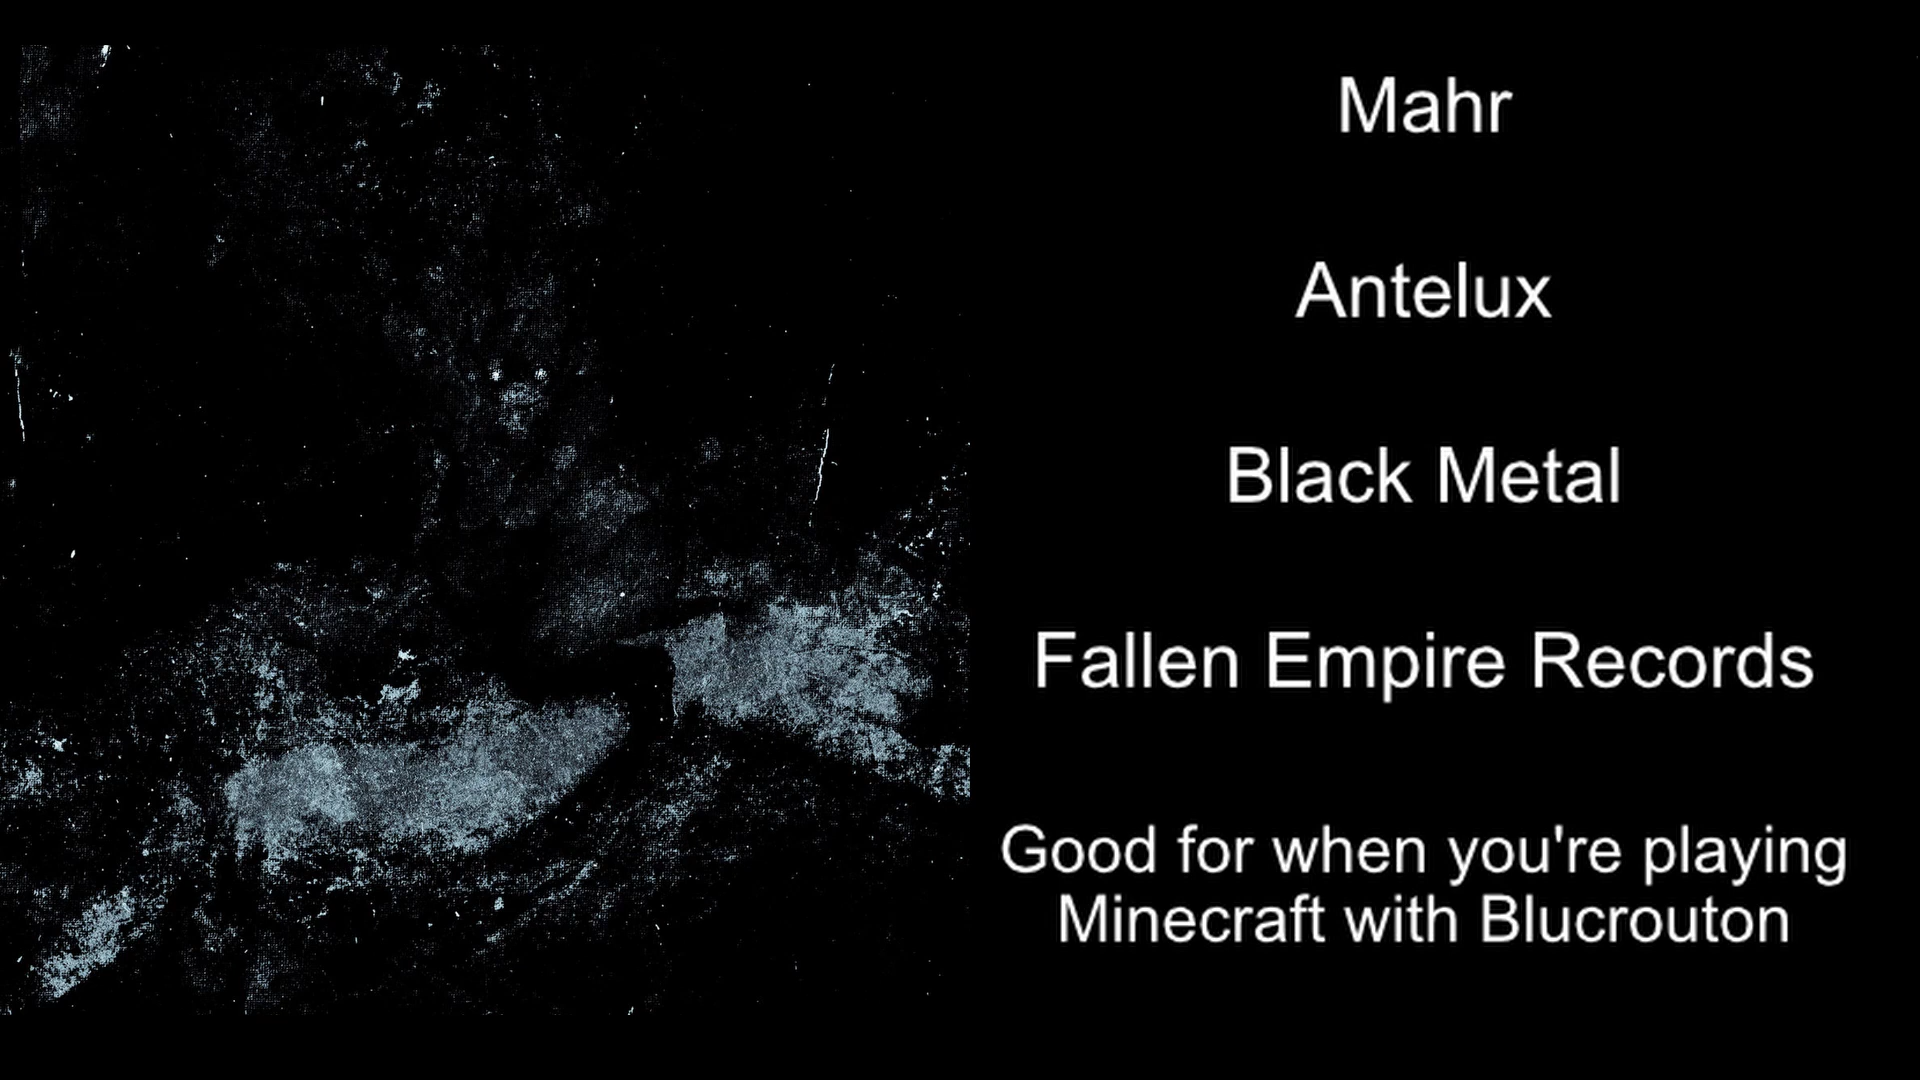 Mahr
Antelux
Black Metal
Fallen Empire Records
Good for when you're playing
Minecraft with Blucrouton